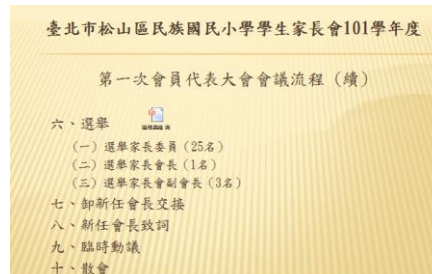 臺北市松山區民族國民小學學生家長會101學年度
第一次會員代表大會會議流程（續）
六、選舉
（一）選舉家長委員（25名）
（二）選舉家長會長（1名）
（三）選舉家長會副會長（3名）
七、卸新任會長交接
八、新任會長致詞
九、臨時動議
十、散會